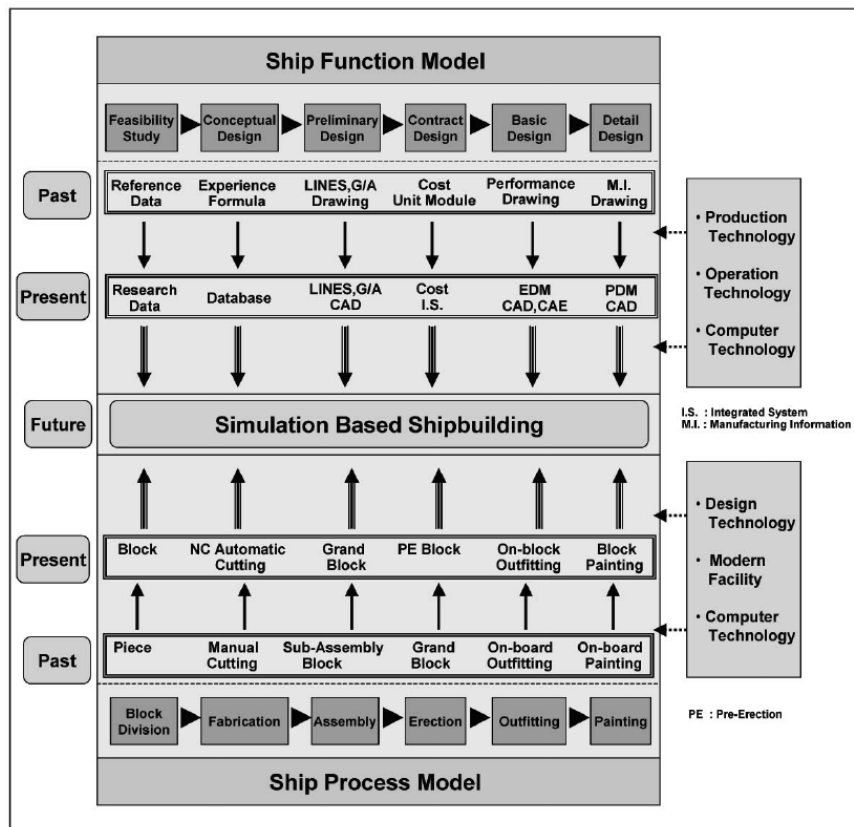 Ship Function Model
Feasibility
Study
Conceptual
Design
Preliminary
Design
Contract
Design
Basic
Design
Detail
Design
Past
Reference
Data
Experience
Formula
LINES,G/A
Drawing
Cost
Unit Module
Performance
Drawing
M.I.
Drawing
Present
Research
Data
Database
LINES,G/A
CAD
Cost
I.S.
EDM
CAD,CAE
PDM
CAD
• Production
Technology
• Operation
Technology
• Computer
Technology
Future
Simulation Based Shipbuilding
I.S. : Integrated System
M.I. : Manufacturing Information
Present
Block
NC Automatic
Cutting
Grand
Block
PE Block
On-block
Outfitting
Block
Painting
Past
Piece
Manual
Cutting
Sub-Assembly
Block
Grand
Block
On-board
Outfitting
On-board
Painting
• Design
Technology
• Modern
Facility
• Computer
Technology
Block
Division
Fabrication
Assembly
Erection
Outfitting
Painting
PE : Pre-Erection
Ship Process Model